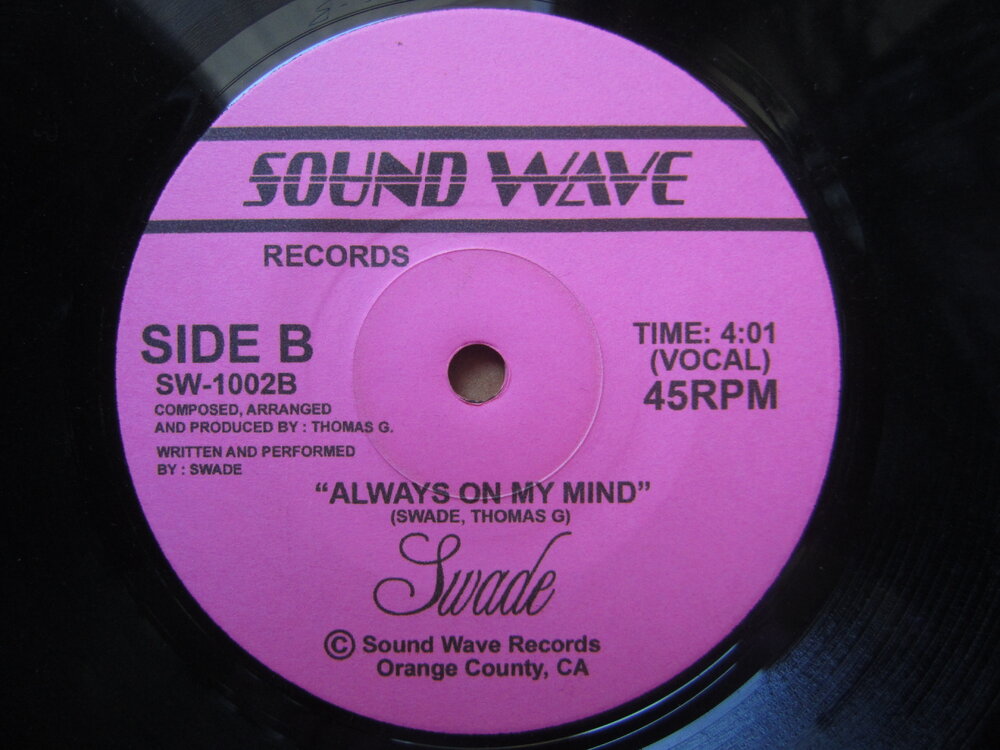 SOUND WAVE
RECORDS
SIDE B
SW-1002B
COMPOSED, ARRANGED
AND PRODUCED BY : THOMAS G.
WRITTEN AND PERFORMED
BY : SWADE
TIME: 4:01
(VOCAL)
45RPM
“ALWAYS ON MY MIND”
(SWADE, THOMAS G)
Swade
© Sound Wave Records
Orange County, CA